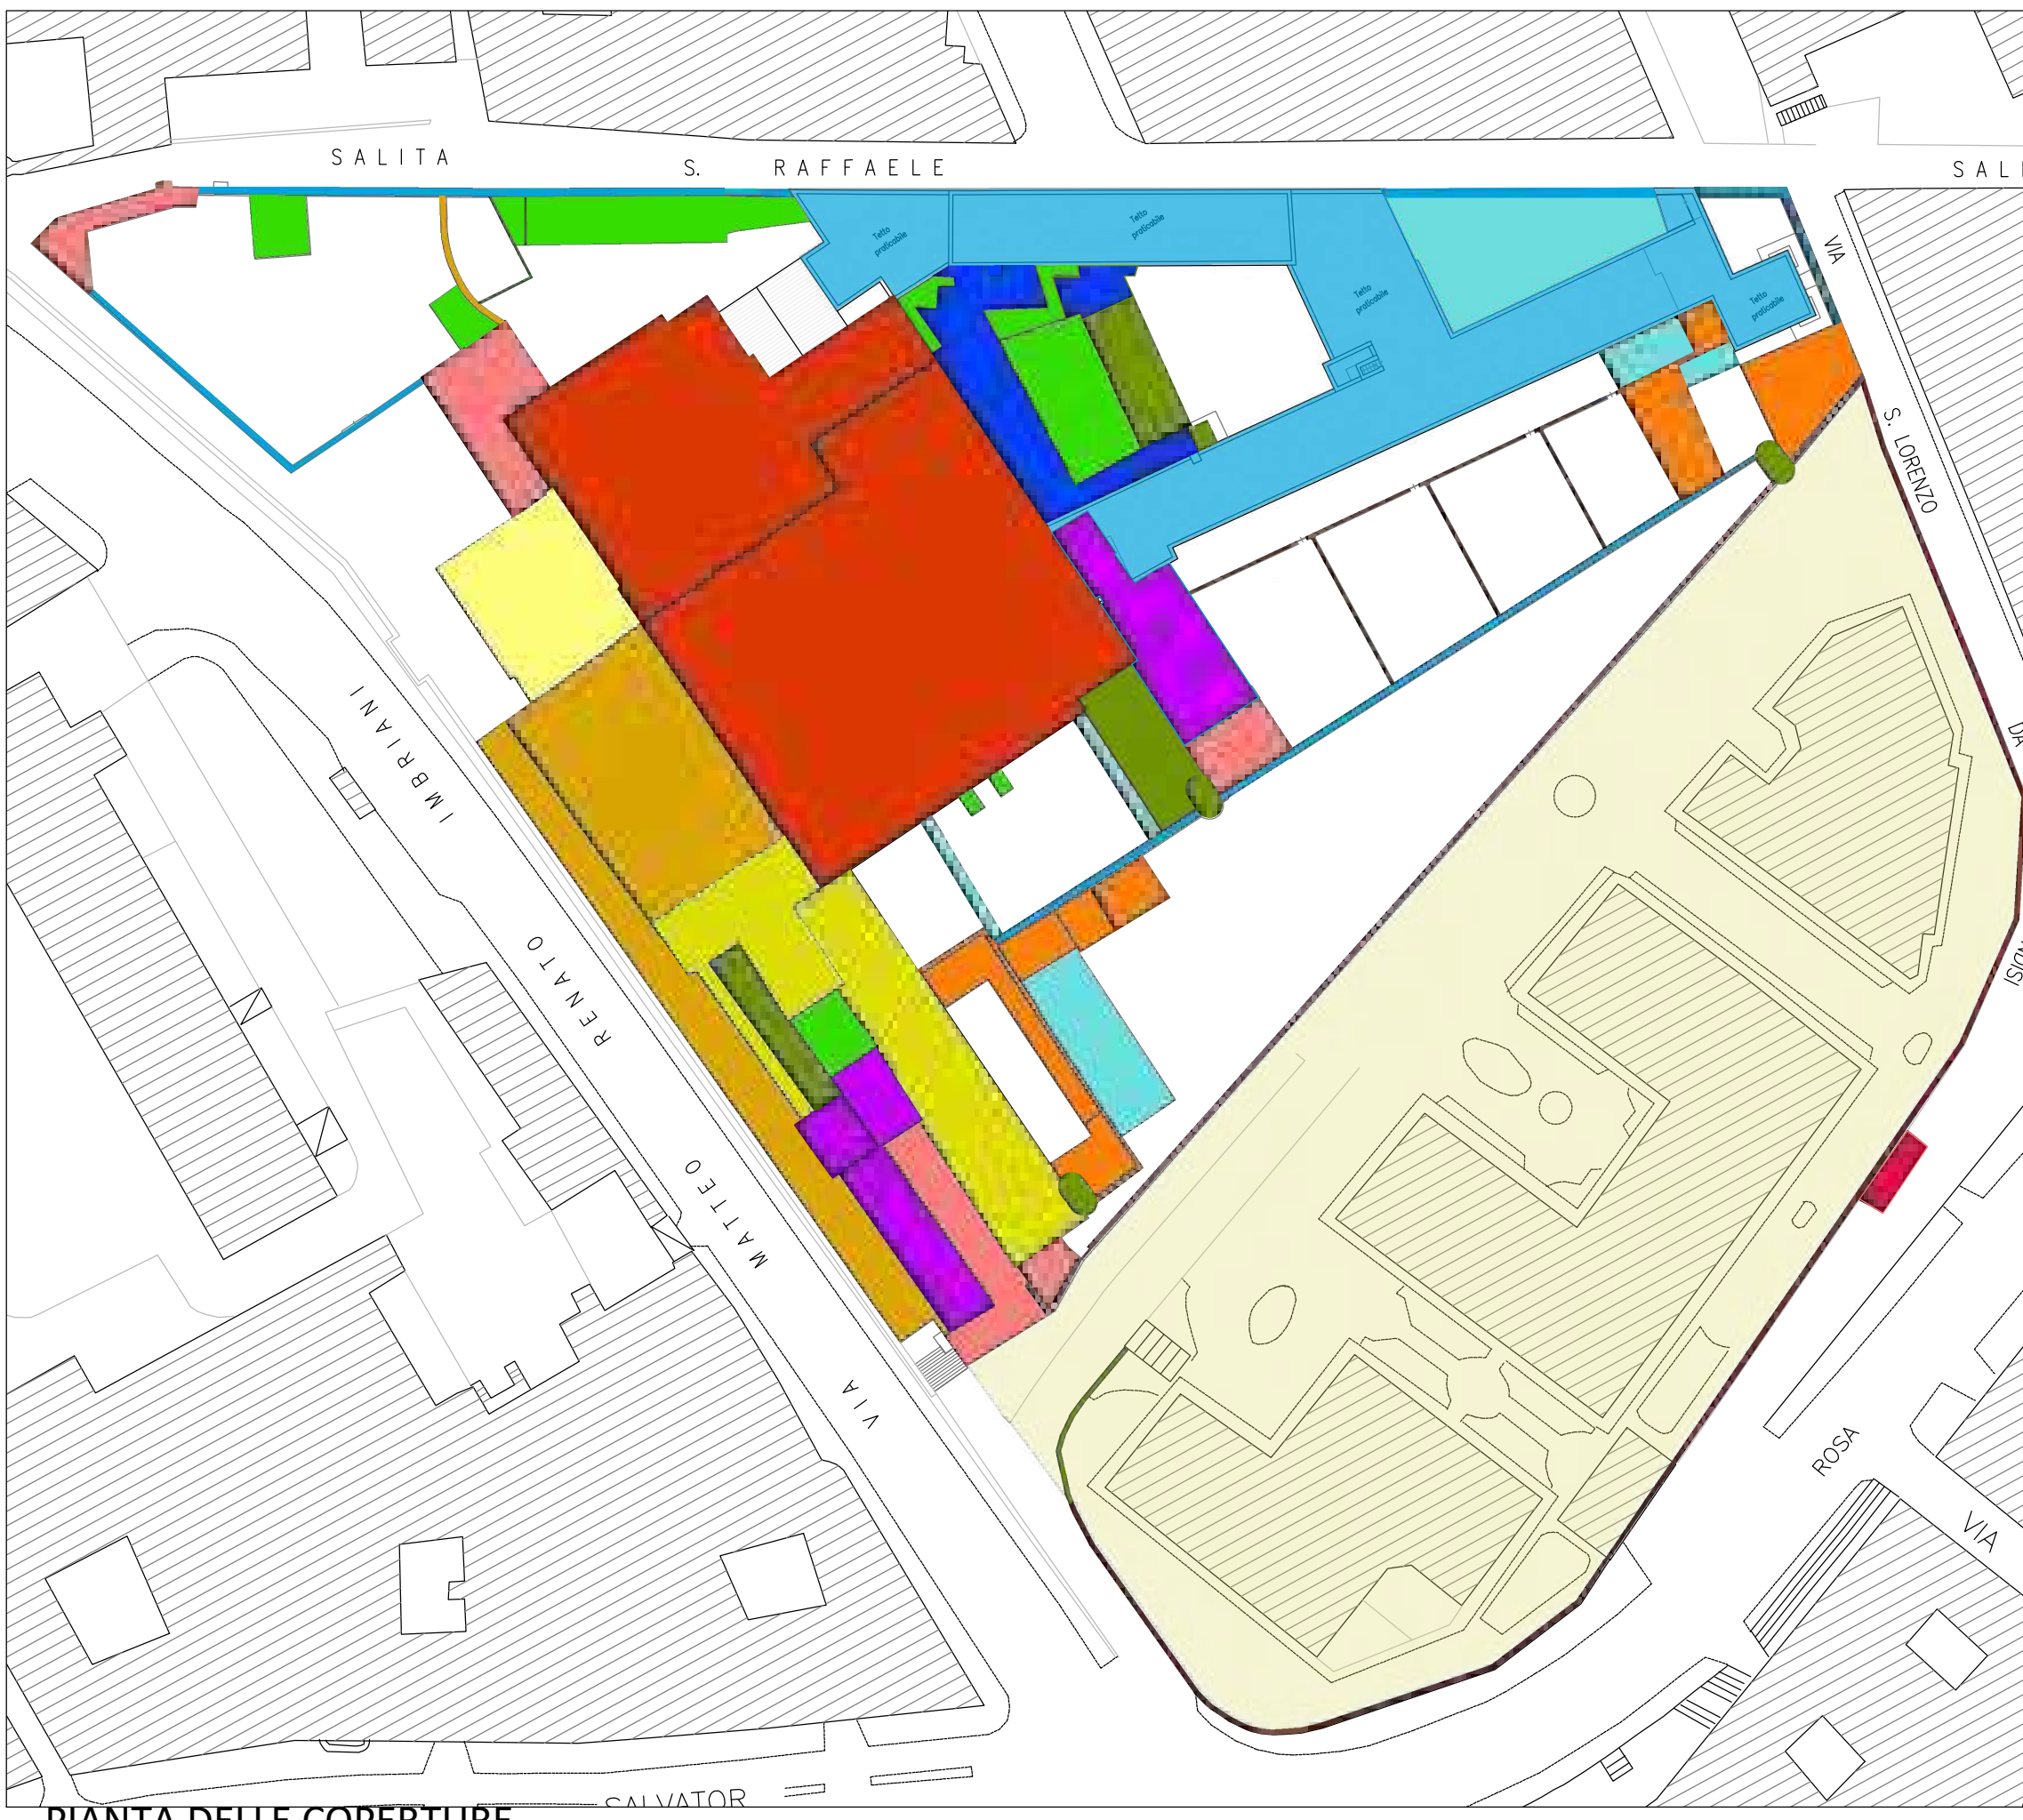 SALITA S. RAFFAELE
SALI
Tetto
praticabile
Tetto
praticabile
Tetto
praticabile
Tetto
praticabile
VIA
S. LORENZO
DA
VIA MATTEO RENATO IMBRIANI
ROSA
VIA
SALVATOR
PIANTA DELLE COPERTURE